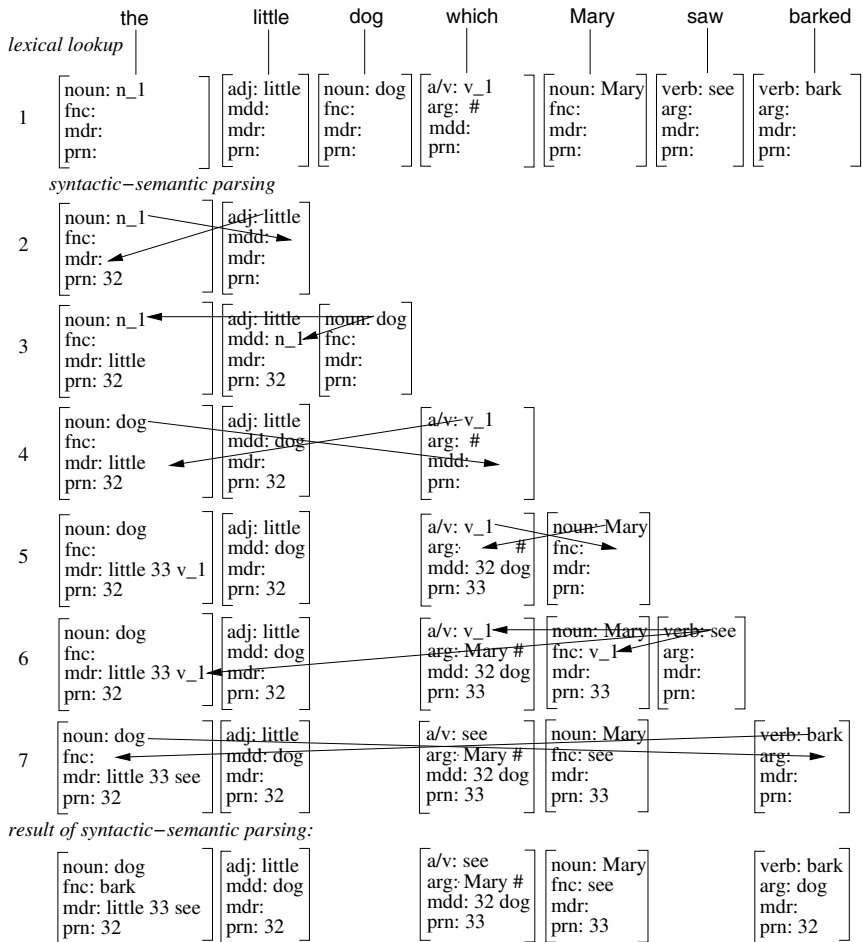 the little dog which Mary saw barked
lexical lookup
1
noun: n_1
fnc:
mdr:
prn:
adj: little
mdd:
mdr:
prn:
noun: dog
fnc:
mdr:
prn:
a/v: v_1
arg: #
mdd:
prn:
noun: Mary
fnc:
mdr:
prn:
verb: see
arg:
mdr:
prn:
verb: bark
arg:
mdr:
prn:
syntactic−semantic parsing
2
noun: n_1
fnc:
mdr:
prn: 32
adj: little
mdd:
mdr:
prn:
3
noun: n_1
fnc:
mdr: little
prn: 32
adj: little
mdd: n_1
mdr:
prn: 32
noun: dog
fnc:
mdr:
prn:
4
noun: dog
fnc:
mdr: little
prn: 32
adj: little
mdd: dog
mdr:
prn: 32
a/v: v_1
arg: #
mdd:
prn:
5
noun: dog
fnc:
mdr: little 33 v_1
prn: 32
adj: little
mdd: dog
mdr:
prn: 32
a/v: v_1
arg: #
mdd: 32 dog
prn: 33
noun: Mary
fnc:
mdr:
prn:
6
noun: dog
fnc:
mdr: little 33 v_1
prn: 32
adj: little
mdd: dog
mdr:
prn: 32
a/v: v_1
arg: Mary #
mdd: 32 dog
prn: 33
noun: Mary
fnc: v_1
mdr:
prn: 33
verb: see
arg:
mdr:
prn:
7
noun: dog
fnc:
mdr: little 33 see
prn: 32
adj: little
mdd: dog
mdr:
prn: 32
a/v: see
arg: Mary #
mdd: 32 dog
prn: 33
noun: Mary
fnc: see
mdr:
prn: 33
verb: bark
arg:
mdr:
prn:
result of syntactic−semantic parsing:
noun: dog
fnc: bark
mdr: little 33 see
prn: 32
adj: little
mdd: dog
mdr:
prn: 32
a/v: see
arg: Mary #
mdd: 32 dog
prn: 33
noun: Mary
fnc: see
mdr:
prn: 33
verb: bark
arg: dog
mdr:
prn: 32